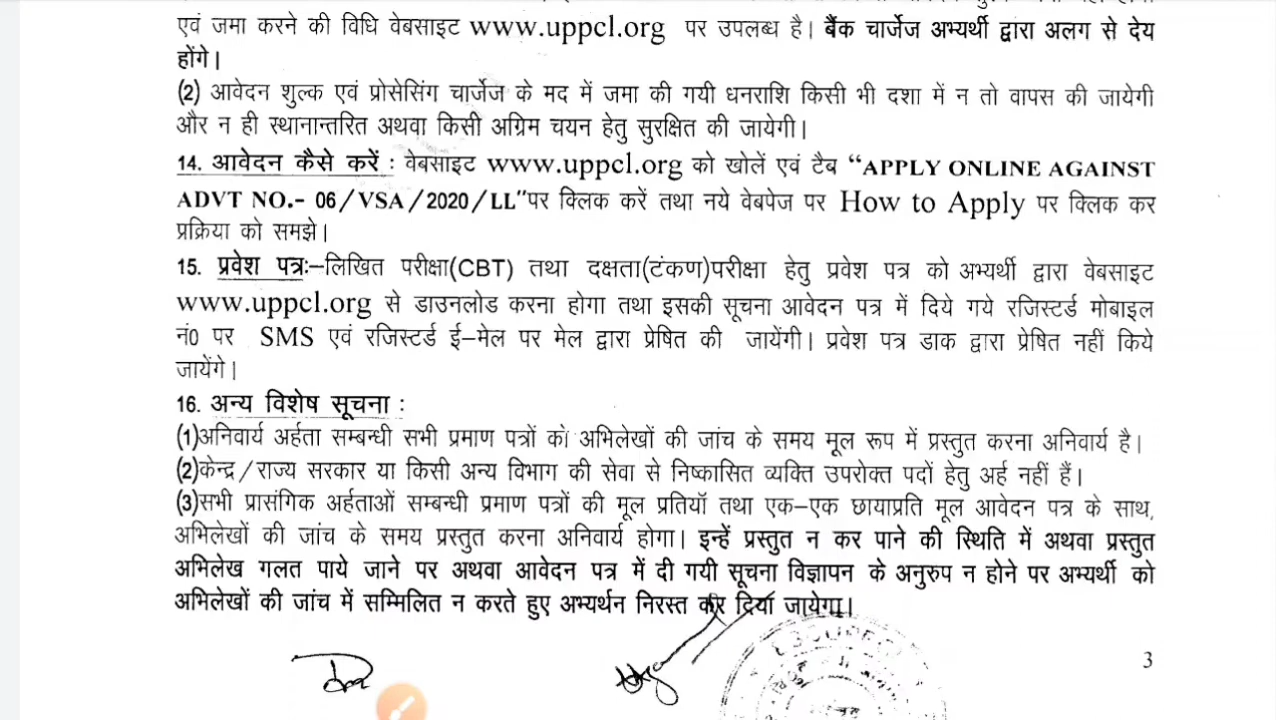 एवं जमा करने की विधि वेबसाइट www.uppcl.org पर उपलब्ध है। बैंक चार्जेज अभ्यर्थी द्वारा अलग से देय
होंगे।
(2) आवेदन शुल्क एवं प्रोसेसिंग चार्जेज के मद में जमा की गयी धनराशि किसी भी दशा में न तो वापस की जायेगी
और न ही स्थानान्तरित अथवा किसी अग्रिम चयन हेतु सुरक्षित की जायेगी।
14. आवेदन कैसे करें : वेबसाइट www.uppcl.org को खोलें एवं टैब “APPLY ONLINE AGAINST
ADVT NO.- 06/VSA/2020/LL"पर क्लिक करें तथा नये वेबपेज पर How to Apply पर क्लिक कर
प्रक्रिया को समझे।
15. प्रवेश पत्रः–लिखित परीक्षा(CBT) तथा दक्षता(टंकण)परीक्षा हेतु प्रवेश पत्र को अभ्यर्थी द्वारा वेबसाइट
www.uppcl.org से डाउनलोड करना होगा तथा इसकी सूचना आवेदन पत्र में दिये गये रजिस्टर्ड मोबाइल
नं0 पर SMS एवं रजिस्टर्ड ई–मेल पर मेल द्वारा प्रेषित की जायेंगी। प्रवेश पत्र डाक द्वारा प्रेषित नहीं किये
जायेंगे।
16. अन्य विशेष सूचना :
(1)अनिवार्य अर्हता सम्बन्धी सभी प्रमाण पत्रों को अभिलेखों की जांच के समय मूल रूप में प्रस्तुत करना अनिवार्य है।
(2)केन्द्र/राज्य सरकार या किसी अन्य विभाग की सेवा से निष्कासित व्यक्ति उपरोक्त पदों हेतु अर्ह नहीं हैं।
(3)सभी प्रासंगिक अर्हताओं सम्बन्धी प्रमाण पत्रों की मूल प्रतियॉ तथा एक–एक छायाप्रति मूल आवेदन पत्र के साथ,
अभिलेखों की जांच के समय प्रस्तुत करना अनिवार्य होगा। इन्हें प्रस्तुत न कर पाने की स्थिति में अथवा प्रस्तुत
अभिलेख गलत पाये जाने पर अथवा आवेदन पत्र में दी गयी सूचना विज्ञापन के अनुरुप न होने पर अभ्यर्थी को
अभिलेखों की जांच में सम्मिलित न करते हुए अभ्यर्थन निरस्त कर दिया जायेगा।
3